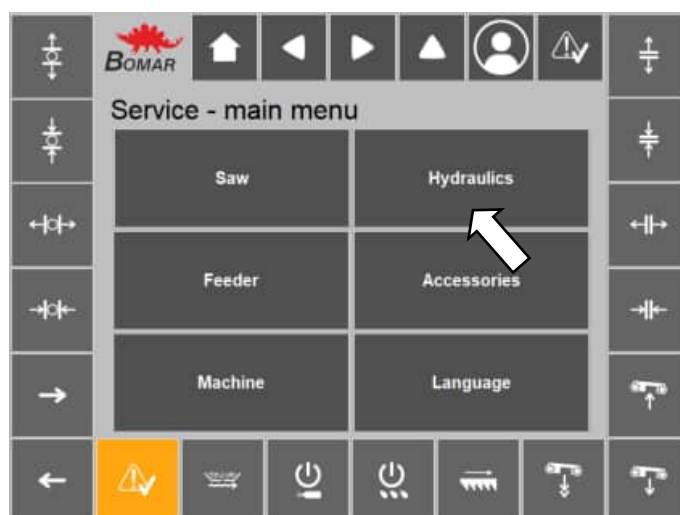 BOMAR
Service - main menu
Saw
Hydraulics
Feeder
Accessories
Machine
Language